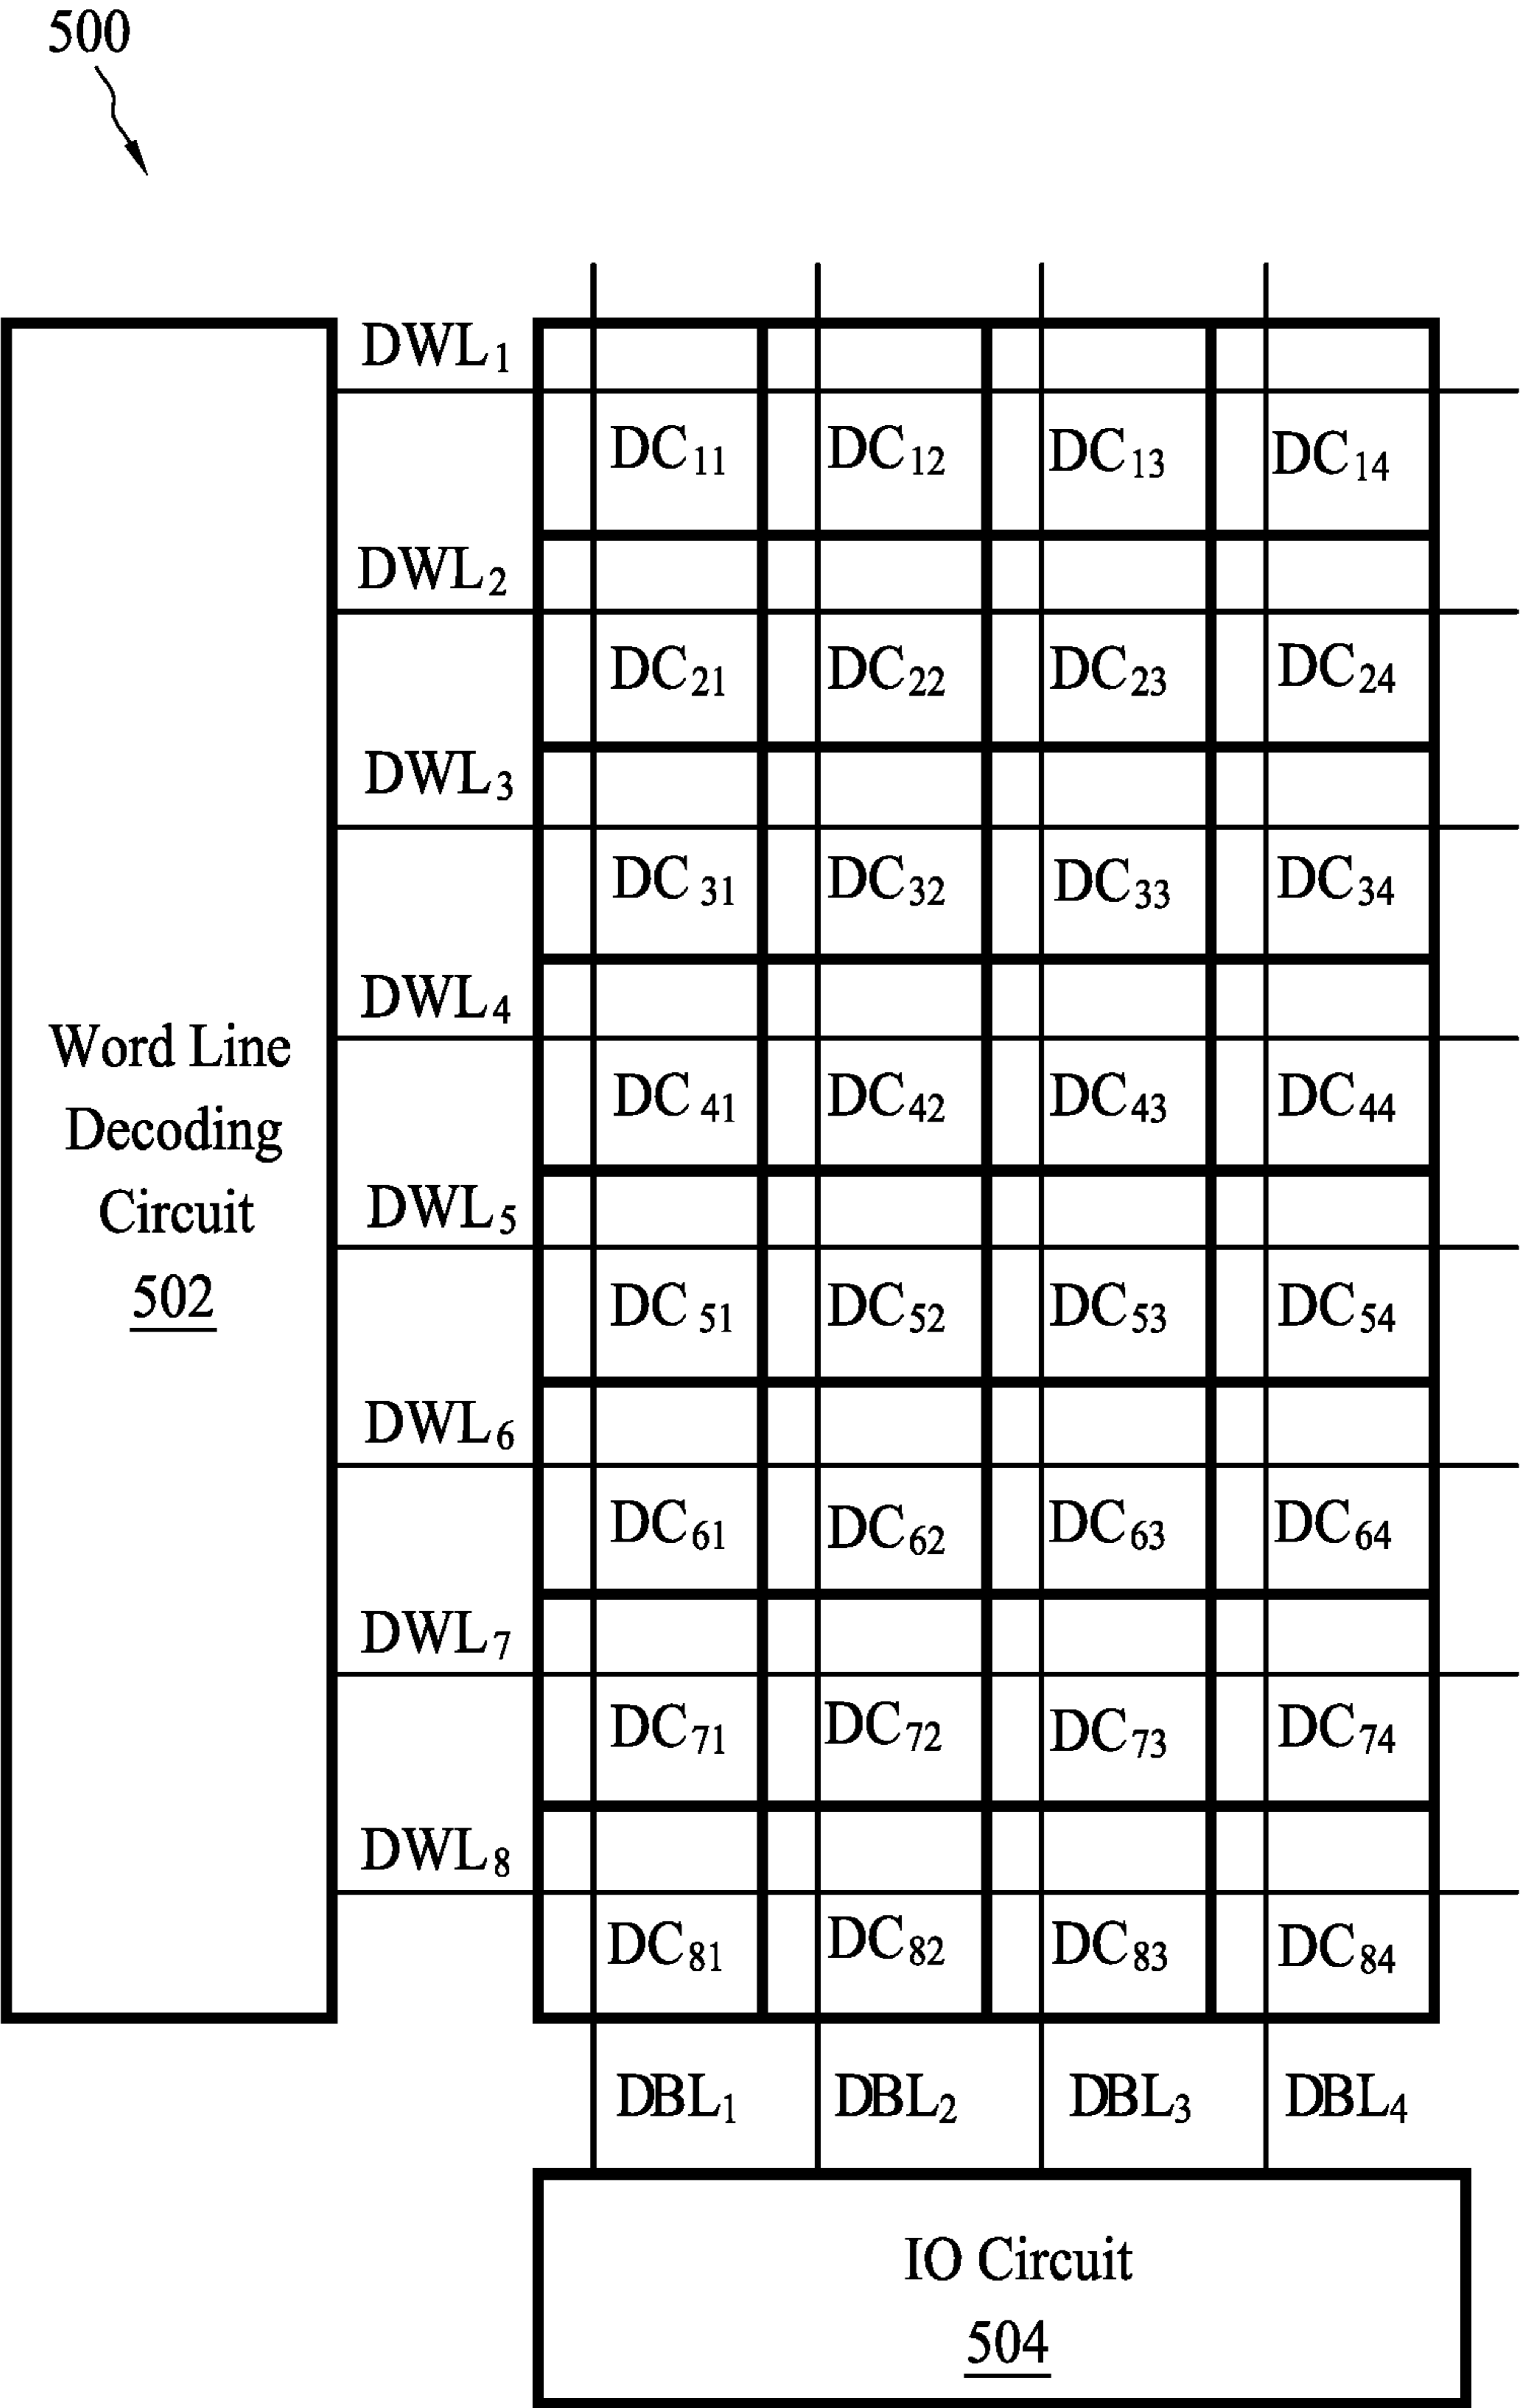 500
DWL1
DC11 DC12 DC13 DC14
DWL2
DC21 DC22 DC23 DC24
DWL3
DC31 DC32 DC33 DC34
DWL4
Word Line
Decoding
Circuit
502
DC41 DC42 DC43 DC44
DWL5
DC51 DC52 DC53 DC54
DWL6
DC61 DC62 DC63 DC64
DWL7
DC71 DC72 DC73 DC74
DWL8
DC81 DC82 DC83 DC84
DBL1 DBL2 DBL3 DBL4
IO Circuit
504